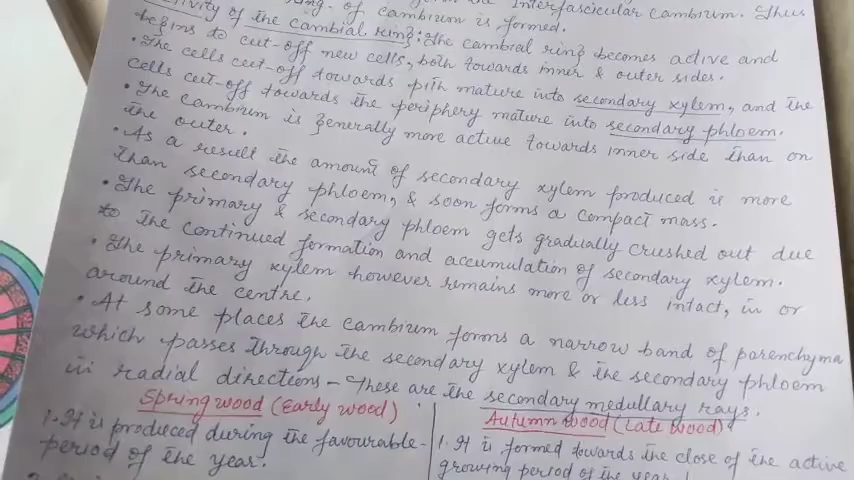 Interfascicular cambium. Thus
of cambium is formed.
of the cambial ring: The cambial ring becomes active and
begins to cut-off new cells, both towards inner & outer sides.
• The cells cut-off towards pith mature into secondary xylem, and the
cells cut-off towards the periphery mature into secondary phloem.
• The cambium is generally more active towards inner side than on
the outer.
• As a result the amount of secondary xylem produced is more
than secondary phloem, & soon forms a compact mass.
• The primary & secondary phloem gets gradually crushed out due
to the continued formation and accumulation of secondary xylem.
• The primary xylem however remains more or less intact, in or
around the centre.
• At some places the cambium forms a narrow band of parenchyma
which passes through the secondary xylem & the secondary phloem
in radial directions - These are the secondary medullary rays.
Spring wood (Early wood)
1. It is produced during the favourable-
period of the year.
Autumn wood (Late wood)
1. It is formed towards the close of the active
growing period of the year